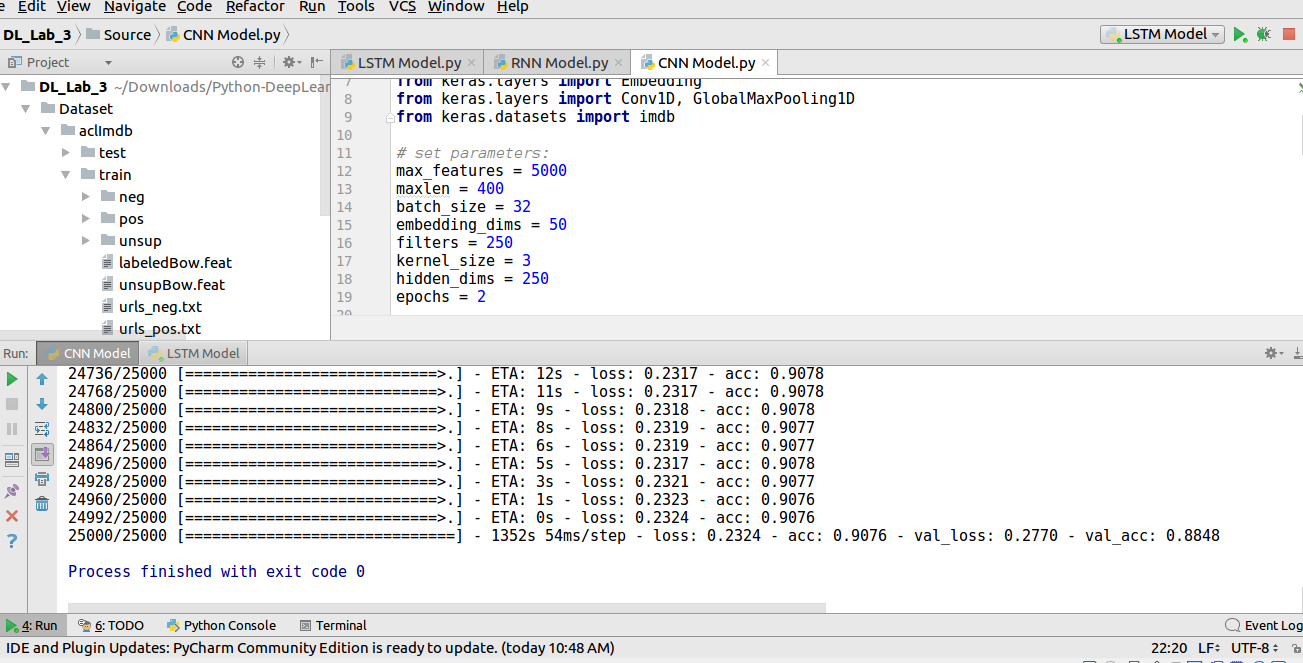 e Edit View Navigate Code Refactor Run Tools VCS Window Help
DL_Lab_3 Source CNN Model.py LSTM Model
Project LSTM Model.py RNN Model.py CNN Model.py
DL_Lab_3 ~/Downloads/Python-DeepLear
Dataset
aclImdb
test
train
neg
pos
unsup
labeledBow.feat
unsupBow.feat
urls_neg.txt
urls_pos.txt
7 from keras.layers import Embedding
8 from keras.layers import Conv1D, GlobalMaxPooling1D
9 from keras.datasets import imdb
10
11 # set parameters:
12 max_features = 5000
13 maxlen = 400
14 batch_size = 32
15 embedding_dims = 50
16 filters = 250
17 kernel_size = 3
18 hidden_dims = 250
19 epochs = 2
20
Run: CNN Model LSTM Model
24736/25000 [============================>.] - ETA: 12s - loss: 0.2317 - acc: 0.9078
24768/25000 [============================>.] - ETA: 11s - loss: 0.2317 - acc: 0.9078
24800/25000 [============================>.] - ETA: 9s - loss: 0.2318 - acc: 0.9078
24832/25000 [============================>.] - ETA: 8s - loss: 0.2319 - acc: 0.9077
24864/25000 [============================>.] - ETA: 6s - loss: 0.2319 - acc: 0.9077
24896/25000 [============================>.] - ETA: 5s - loss: 0.2317 - acc: 0.9078
24928/25000 [============================>.] - ETA: 3s - loss: 0.2321 - acc: 0.9077
24960/25000 [============================>.] - ETA: 1s - loss: 0.2323 - acc: 0.9076
24992/25000 [============================>.] - ETA: 0s - loss: 0.2324 - acc: 0.9076
25000/25000 [==============================] - 1352s 54ms/step - loss: 0.2324 - acc: 0.9076 - val_loss: 0.2770 - val_acc: 0.8848
Process finished with exit code 0
4: Run 6: TODO Python Console Terminal Event Log
IDE and Plugin Updates: PyCharm Community Edition is ready to update. (today 10:48 AM) 22:20 LF UTF-8